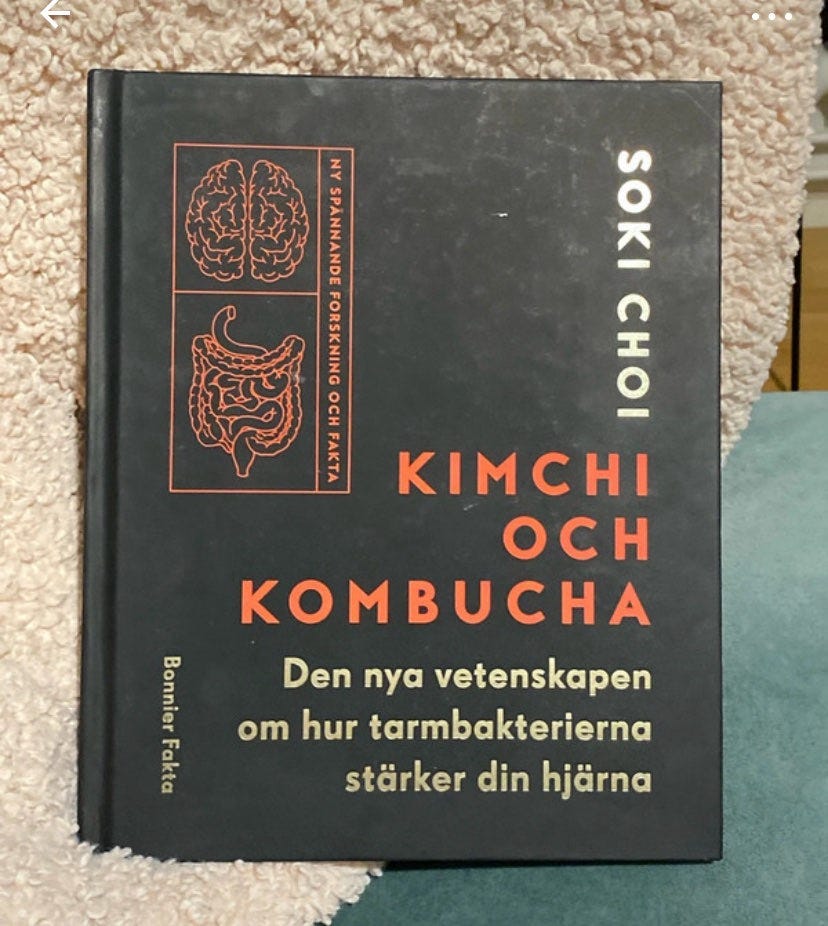 NY SPÄNNANDE FORSKNING OCH FAKTA
SOKI CHOI
KIMCHI
OCH
KOMBUCHA
Den nya vetenskapen
om hur tarmbakterierna
stärker din hjärna
Bonnier Fakta